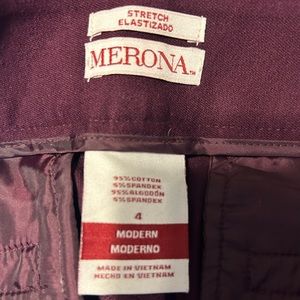 STRETCH
ELASTIZADO
MERONA™
95%COTTON
5%SPANDEX
95%ALGODÓN
5%SPANDEX
4
MODERN
MODERNO
MADE IN VIETNAM
HECHO EN VIETNAM